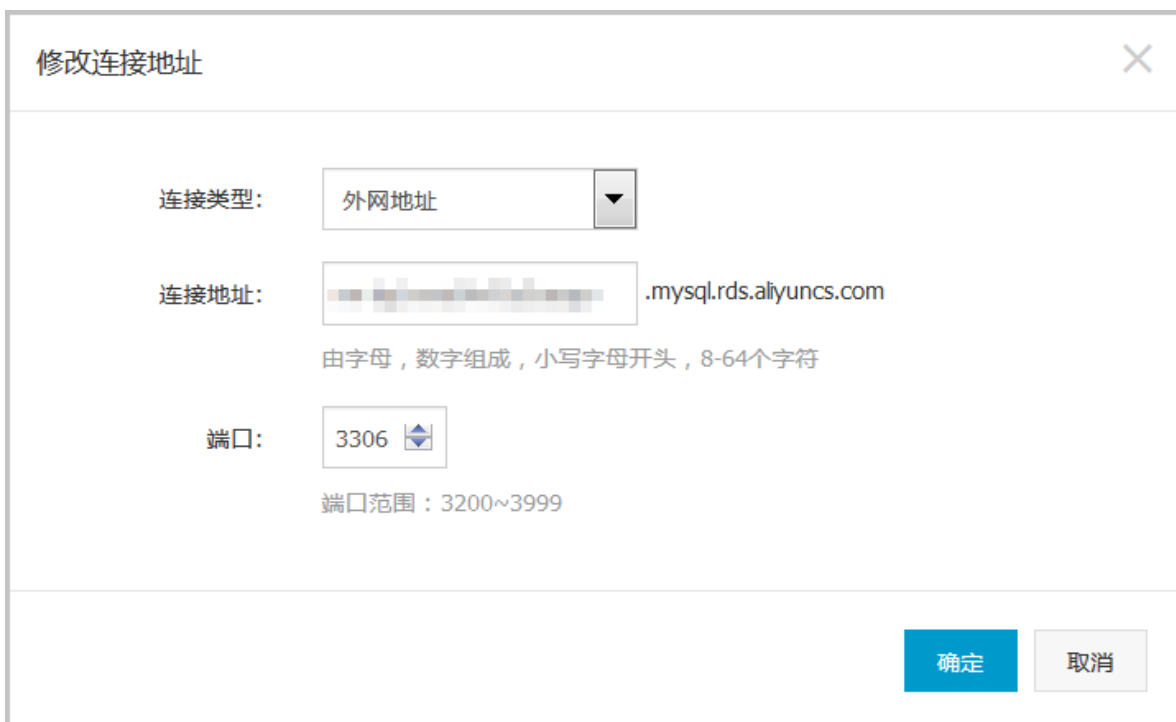 修改连接地址
连接类型: 外网地址
连接地址: .mysql.rds.aliyuncs.com
由字母，数字组成，小写字母开头，8-64个字符
端口: 3306
端口范围：3200~3999
确定 取消